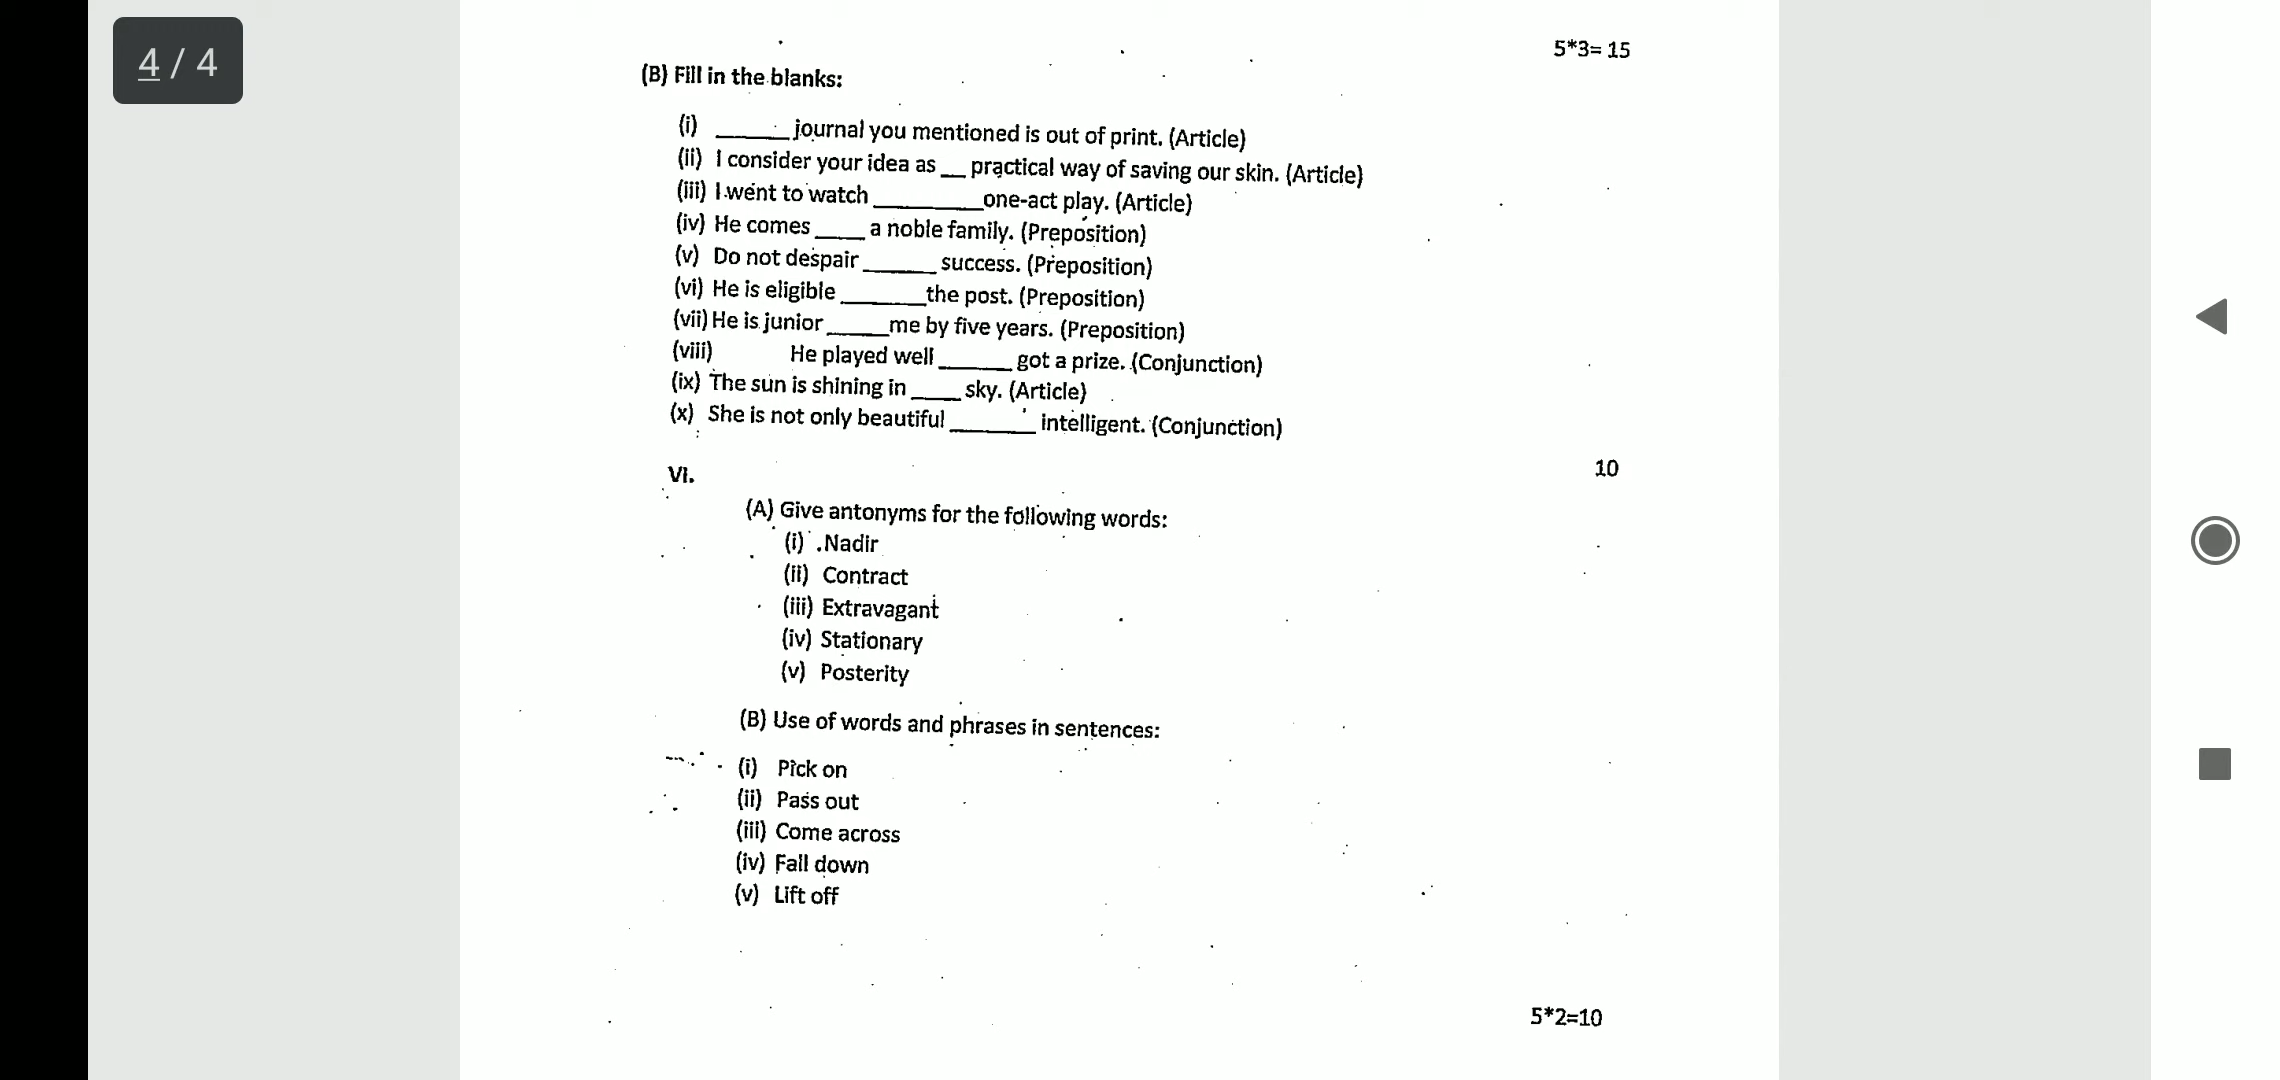 4 / 4
5*3= 15
(B) Fill in the blanks:
(i) ______ journal you mentioned is out of print. (Article)
(ii) I consider your idea as __ practical way of saving our skin. (Article)
(iii) I went to watch _________one-act play. (Article)
(iv) He comes ____ a noble family. (Preposition)
(v) Do not despair ______ success. (Preposition)
(vi) He is eligible _______the post. (Preposition)
(vii) He is junior _____me by five years. (Preposition)
(viii) He played well ______ got a prize. (Conjunction)
(ix) The sun is shining in ____ sky. (Article)
(x) She is not only beautiful _______ intelligent. (Conjunction)
VI. 10
(A) Give antonyms for the following words:
(i) .Nadir
(ii) Contract
(iii) Extravagant
(iv) Stationary
(v) Posterity
(B) Use of words and phrases in sentences:
(i) Pick on
(ii) Pass out
(iii) Come across
(iv) Fall down
(v) Lift off
5*2=10